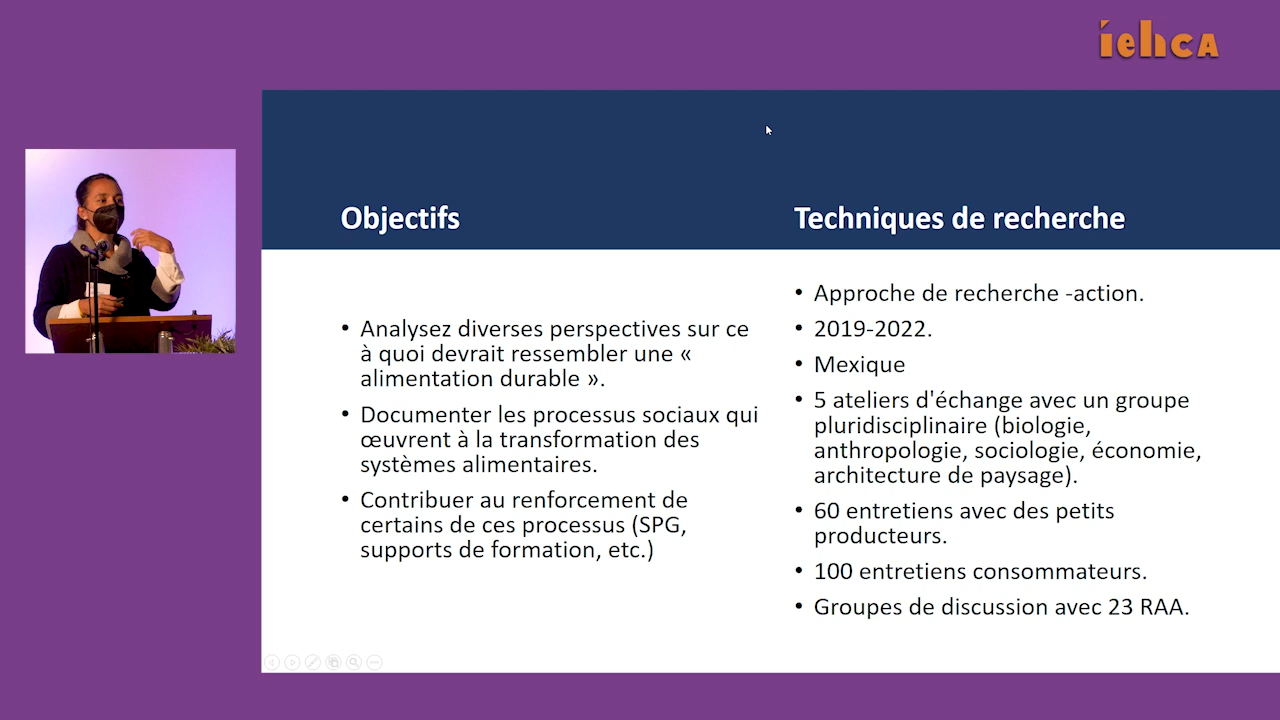 iehca
Objectifs
Techniques de recherche
• Analysez diverses perspectives sur ce
à quoi devrait ressembler une «
alimentation durable ».
• Documenter les processus sociaux qui
œuvrent à la transformation des
systèmes alimentaires.
• Contribuer au renforcement de
certains de ces processus (SPG,
supports de formation, etc.)
• Approche de recherche -action.
• 2019-2022.
• Mexique
• 5 ateliers d'échange avec un groupe
pluridisciplinaire (biologie,
anthropologie, sociologie, économie,
architecture de paysage).
• 60 entretiens avec des petits
producteurs.
• 100 entretiens consommateurs.
• Groupes de discussion avec 23 RAA.